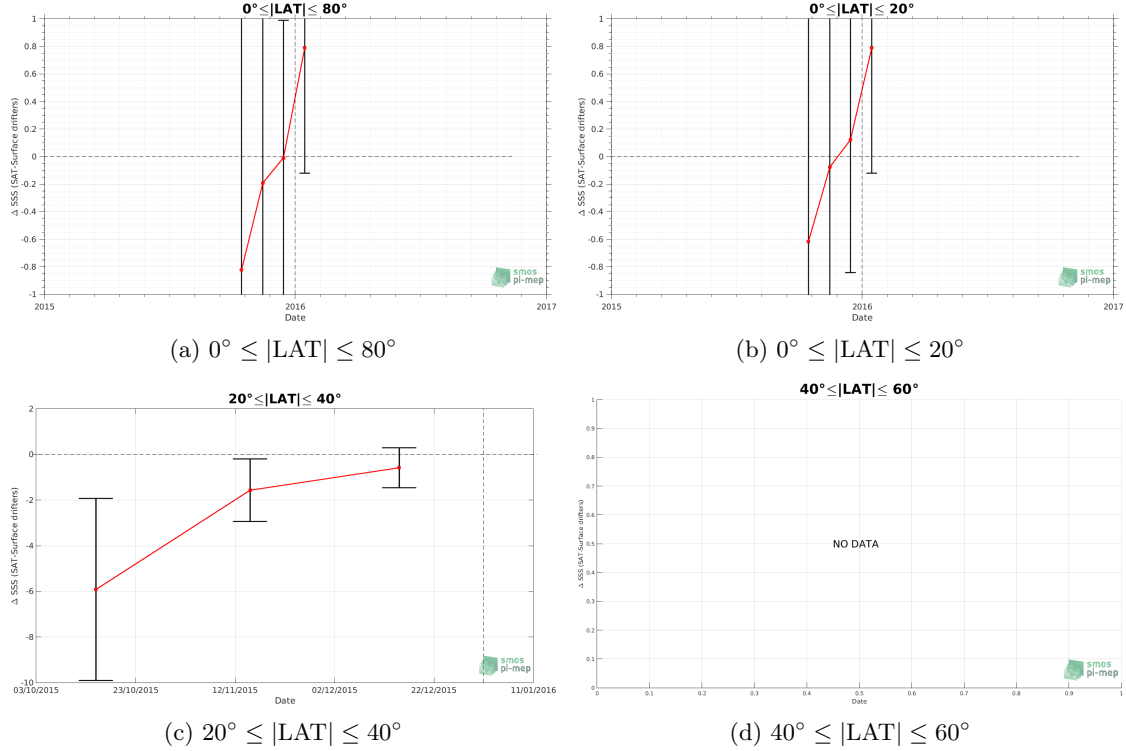 0°≤|LAT|≤ 80°
Δ SSS (SAT-Surface drifters)
1
0.8
0.6
0.4
0.2
0
-0.2
-0.4
-0.6
-0.8
-1
2015
2016
2017
Date
smos
pi-mep
(a) 0° ≤ |LAT| ≤ 80°
0°≤|LAT|≤ 20°
Δ SSS (SAT-Surface drifters)
1
0.8
0.6
0.4
0.2
0
-0.2
-0.4
-0.6
-0.8
-1
2015
2016
2017
Date
smos
pi-mep
(b) 0° ≤ |LAT| ≤ 20°
20°≤|LAT|≤ 40°
Δ SSS (SAT-Surface drifters)
2
0
-2
-4
-6
-8
-10
03/10/2015
23/10/2015
12/11/2015
02/12/2015
22/12/2015
11/01/2016
Date
smos
pi-mep
(c) 20° ≤ |LAT| ≤ 40°
40°≤|LAT|≤ 60°
Δ SSS (SAT-Surface drifters)
1
0.9
0.8
0.7
0.6
0.5
0.4
0.3
0.2
0.1
0
NO DATA
0
0.1
0.2
0.3
0.4
0.5
0.6
0.7
0.8
0.9
1
Date
smos
pi-mep
(d) 40° ≤ |LAT| ≤ 60°